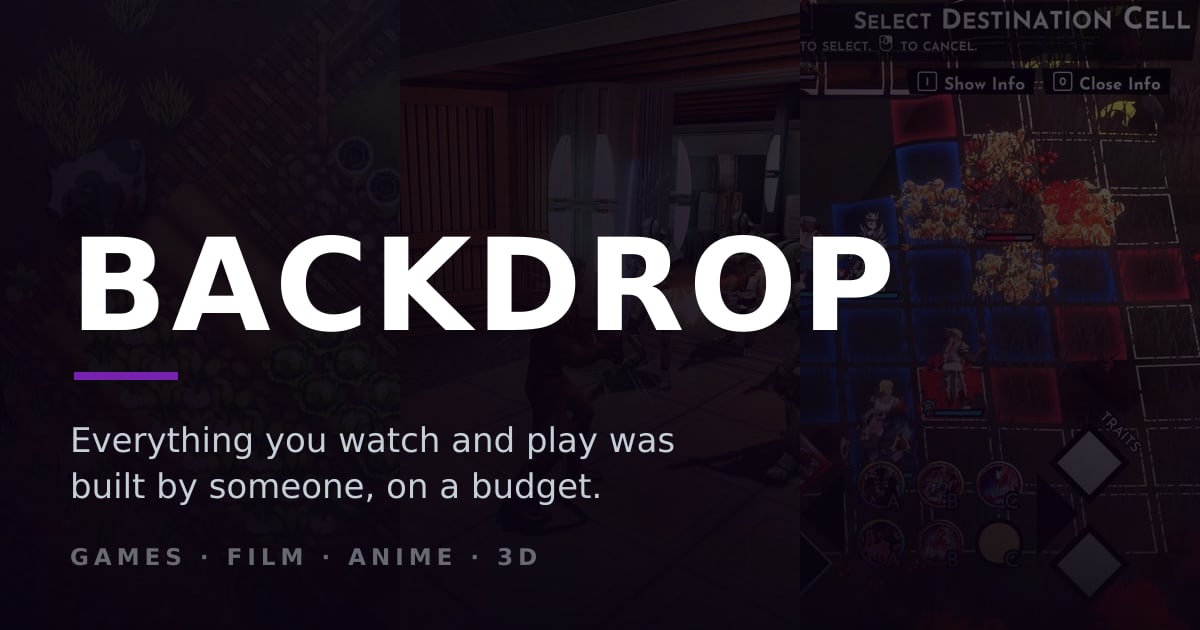 SELECT DESTINATION CELL
TO SELECT. TO CANCEL.
I Show Info O Close Info
BACKDROP
Everything you watch and play was
built by someone, on a budget.
TRAITS
A B C
A B C
GAMES · FILM · ANIME · 3D